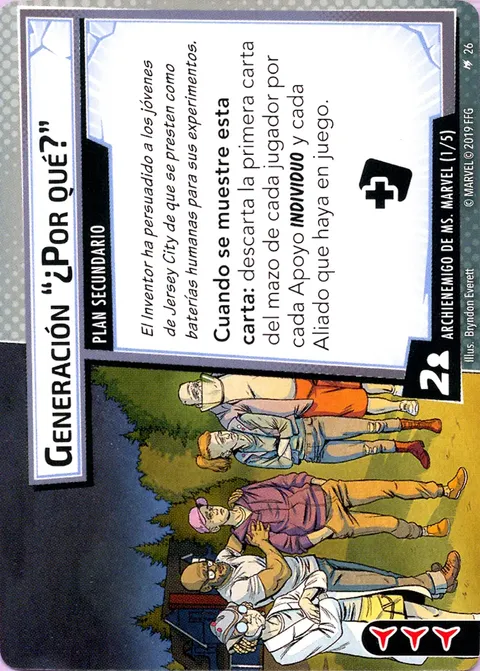 GENERACIÓN “¿POR QUÉ?”
PLAN SECUNDARIO
El Inventor ha persuadido a los jóvenes
de Jersey City de que se presten como
baterías humanas para sus experimentos.
Cuando se muestre esta
carta: descarta la primera carta
del mazo de cada jugador por
cada Apoyo INDIVIDUO y cada
Aliado que haya en juego.
2
ARCHIENEMIGO DE MS. MARVEL (1/5)
Illus. Bryndon Everett
© MARVEL © 2019 FFG
26